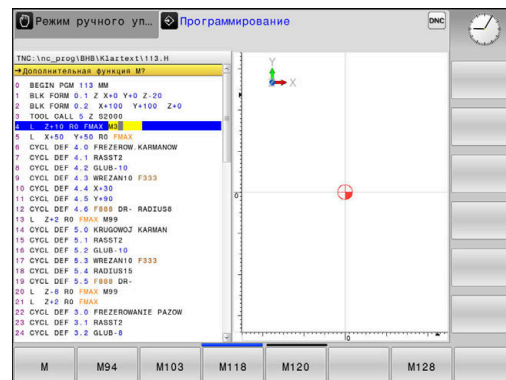 Режим ручного уп...
Программирование
DNC
TNC:\nc_prog\BHB\Klartext\113.H
→Дополнительная функция M?
0 BEGIN PGM 113 MM
1 BLK FORM 0.1 Z X+0 Y+0 Z-20
2 BLK FORM 0.2 X+100 Y+100 Z+0
3 TOOL CALL 5 Z S2000
4 L Z+10 R0 FMAX M3
5 L X+50 Y+50 R0 FMAX
6 CYCL DEF 4.0 FREZEROW.KARMANOW
7 CYCL DEF 4.1 RASST2
8 CYCL DEF 4.2 GLUB-10
9 CYCL DEF 4.3 WREZAN10 F333
10 CYCL DEF 4.4 X+30
11 CYCL DEF 4.5 Y+90
12 CYCL DEF 4.6 F888 DR- RADIUS8
13 L Z+2 R0 FMAX M99
14 CYCL DEF 5.0 KRUGOWOJ KARMAN
15 CYCL DEF 5.1 RASST2
16 CYCL DEF 5.2 GLUB-10
17 CYCL DEF 5.3 WREZAN10 F333
18 CYCL DEF 5.4 RADIUS15
19 CYCL DEF 5.5 F888 DR-
20 L Z-8 R0 FMAX M99
21 L Z+2 R0 FMAX
22 CYCL DEF 3.0 FREZEROWANIE PAZOW
23 CYCL DEF 3.1 RASST2
24 CYCL DEF 3.2 GLUB-8
Y
X
0
0
M M94 M103 M118 M120 M128